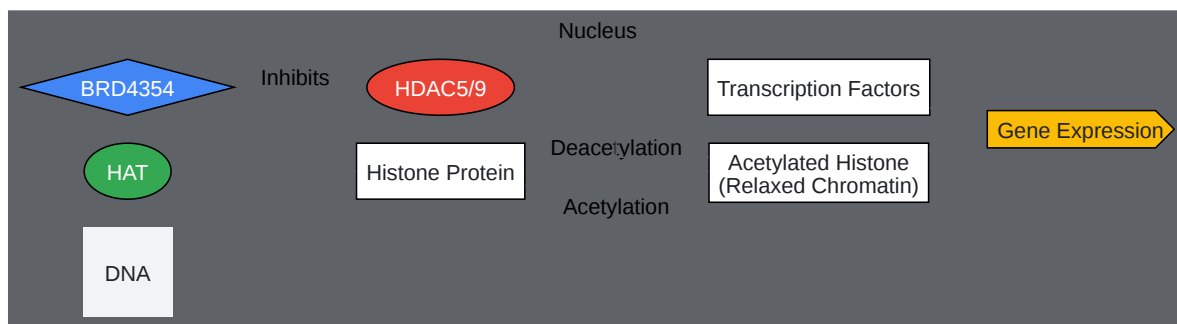 Nucleus
BRD4354
Inhibits
HDAC5/9
Transcription Factors
Gene Expression
HAT
Histone Protein
Deacetylation
Acetylated Histone
(Relaxed Chromatin)
Acetylation
DNA